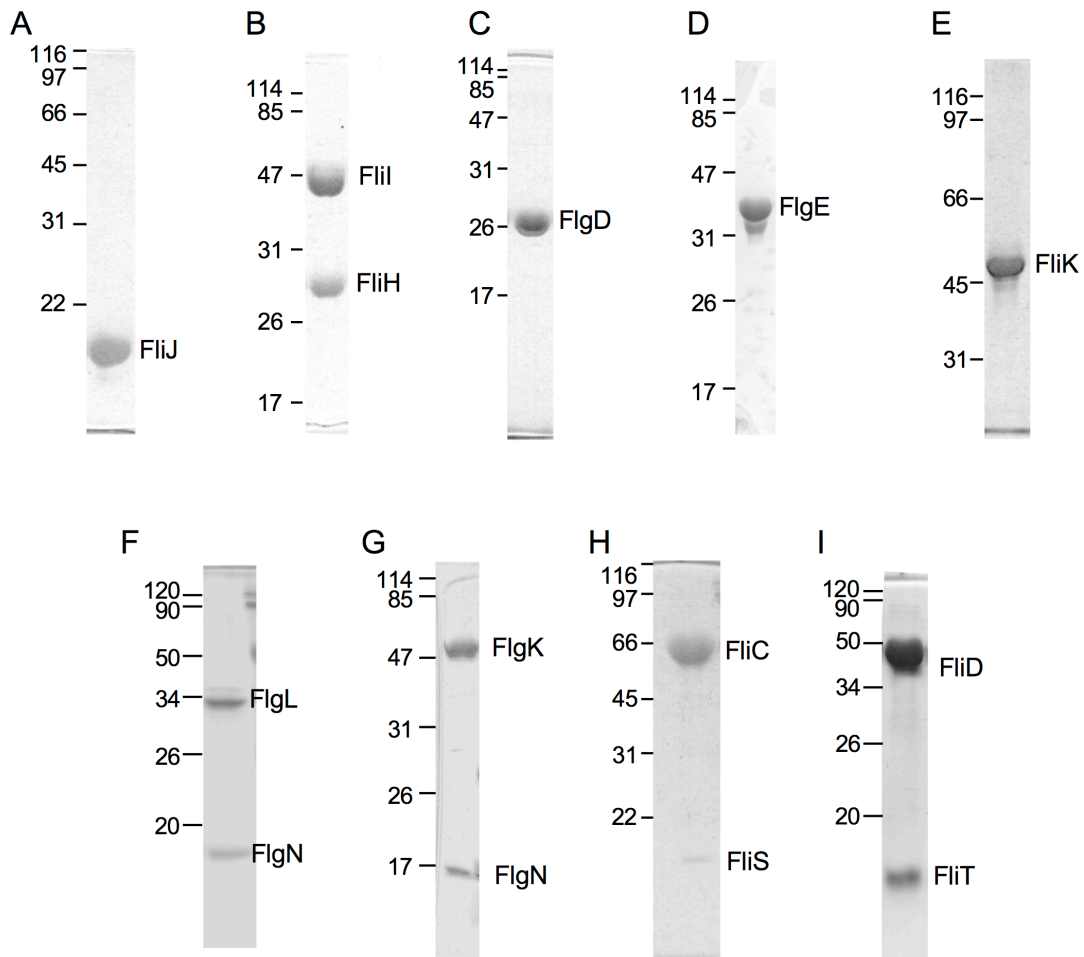 A
116
97
66
45
31
22
FliJ
B
114
85
47
31
26
17
FliI
FliH
C
114
85
47
31
26
17
FlgD
D
114
85
47
31
26
17
FlgE
E
116
97
66
45
31
FliK
F
120
90
50
34
26
20
FlgL
FlgN
G
114
85
47
31
26
17
FlgK
FlgN
H
116
97
66
45
31
22
FliC
FliS
I
120
90
50
34
26
20
FliD
FliT